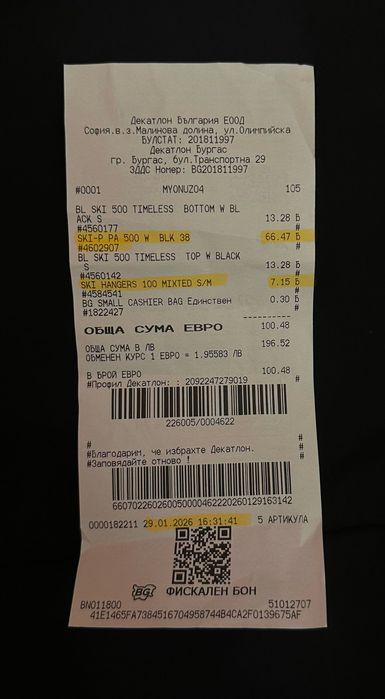 Декатлон България ЕООД
София.в.з.Малинова долина, ул.Олимпийска
БУЛСТАТ: 201811997
Декатлон Бургас
гр. Бургас, бул.Транспортна 29
ЗДДС Номер: BG201811997
#0001 MYONUZ04 105
BL SKI 500 TIMELESS BOTTOM W BL
ACK S 13.28 Б
#4560177 #
SKI-P PA 500 W BLK 38 66.47 Б
#4602907 #
BL SKI 500 TIMELESS TOP W BLACK
S 13.28 Б
#4560142 #
SKI HANGERS 100 MIXTED S/M 7.15 Б
#4584541 #
BG SMALL CASHIER BAG Единствен 0.30 Б
#1822427 #
----------
ОБЩА СУМА ЕВРО 100.48
ОБЩА СУМА В ЛВ 196.52
ОБМЕНЕН КУРС 1 ЕВРО = 1.95583 ЛВ
В БРОЙ ЕВРО 100.48
#Профил Декатлон: : 2092247279019 #
226005/0004622
# #
#Благодарим, че избрахте Декатлон. #
#Заповядайте отново ! #
660702260260050000462220260129163142
0000182211 29.01.2026 16:31:41 5 АРТИКУЛА
BG ФИСКАЛЕН БОН
BN011800 51012707
41E1465FA7384516704958744B4CA2F0139675AF